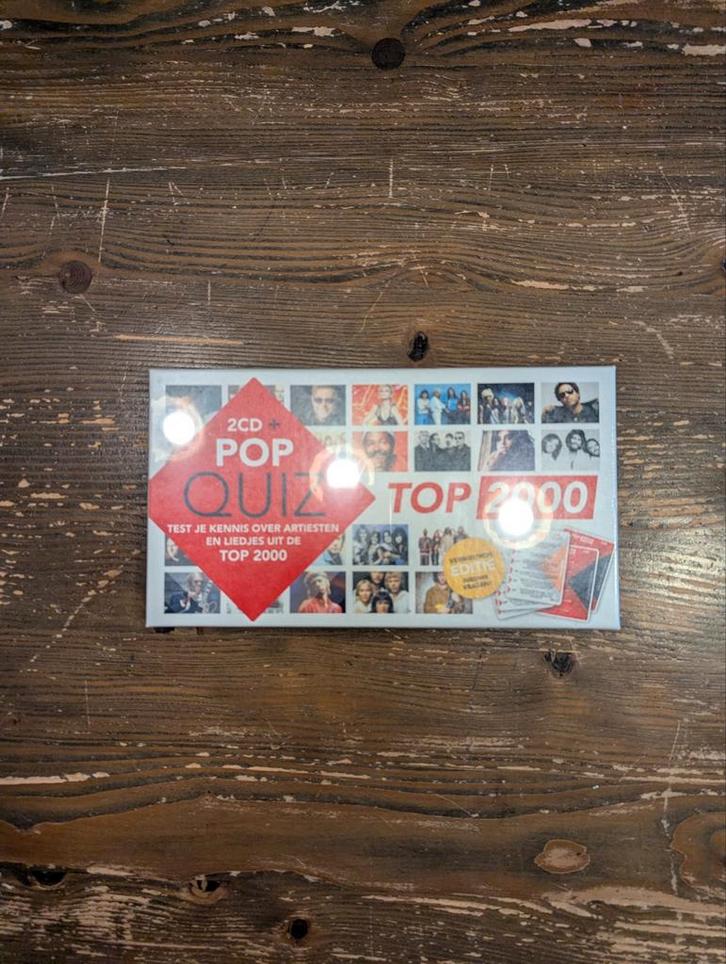 2CD +
POP
QUIZ
TEST JE KENNIS OVER ARTIESTEN
EN LIEDJES UIT DE
TOP 2000
TOP 2000
EDITIE